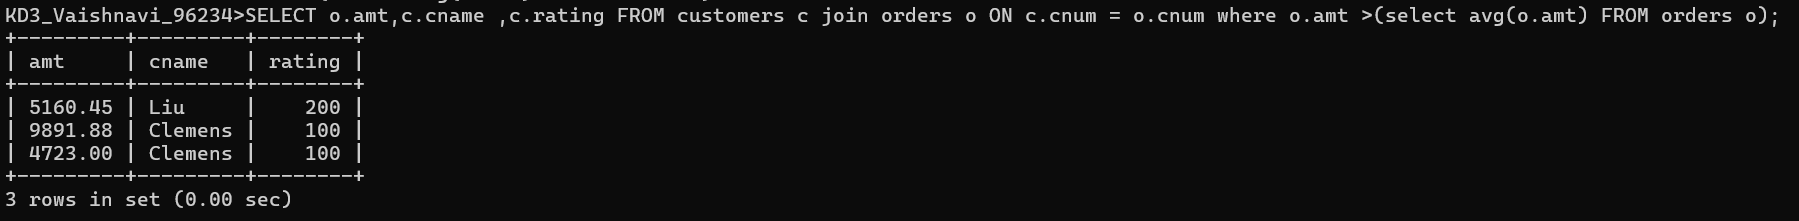 KD3_Vaishnavi_96234>SELECT o.amt,c.cname ,c.rating FROM customers c join orders o ON c.cnum = o.cnum where o.amt >(select avg(o.amt) FROM orders o);
+---------+---------+--------+
| amt     | cname   | rating |
+---------+---------+--------+
| 5160.45 | Liu     |    200 |
| 9891.88 | Clemens |    100 |
| 4723.00 | Clemens |    100 |
+---------+---------+--------+
3 rows in set (0.00 sec)